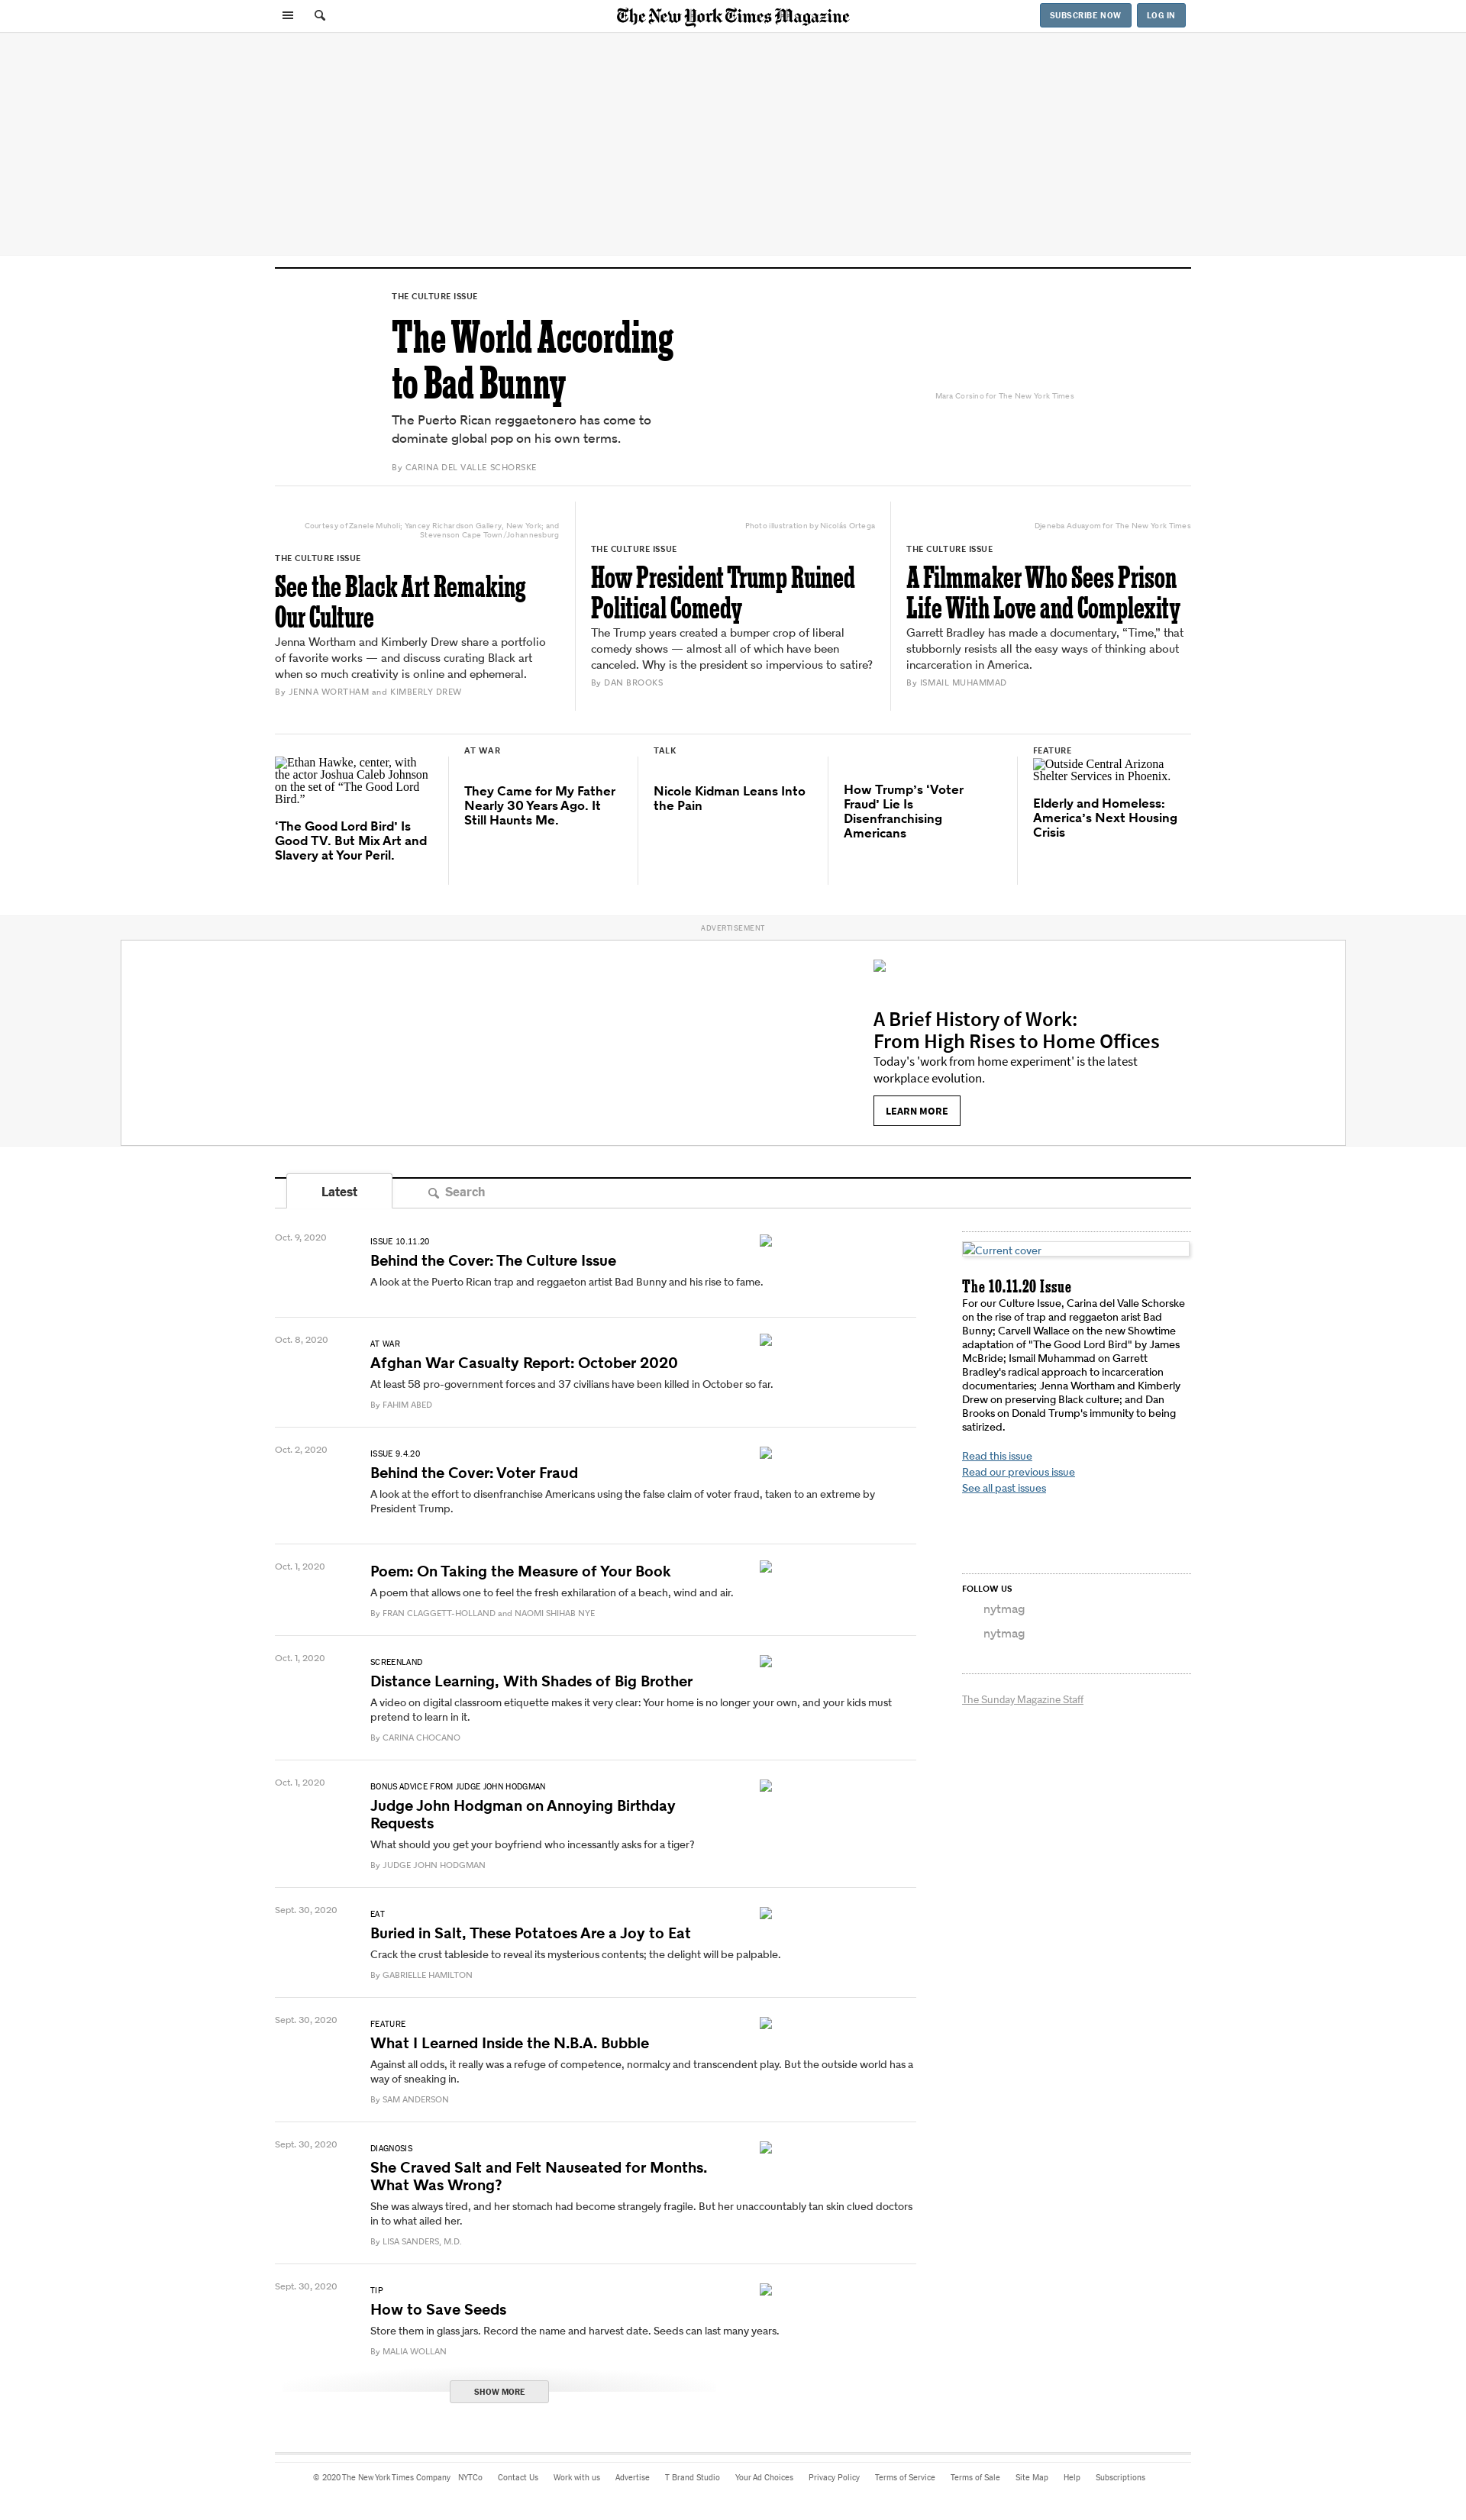 The New York Times Magazine
SUBSCRIBE NOW
LOG IN
THE CULTURE ISSUE
The World According
to Bad Bunny
The Puerto Rican reggaetonero has come to
dominate global pop on his own terms.
By CARINA DEL VALLE SCHORSKE
Mara Corsino for The New York Times
Courtesy of Zanele Muholi; Yancey Richardson Gallery, New York; and
Stevenson Cape Town/Johannesburg
THE CULTURE ISSUE
See the Black Art Remaking
Our Culture
Jenna Wortham and Kimberly Drew share a portfolio
of favorite works — and discuss curating Black art
when so much creativity is online and ephemeral.
By JENNA WORTHAM and KIMBERLY DREW
Photo illustration by Nicolás Ortega
THE CULTURE ISSUE
How President Trump Ruined
Political Comedy
The Trump years created a bumper crop of liberal
comedy shows — almost all of which have been
canceled. Why is the president so impervious to satire?
By DAN BROOKS
Djeneba Aduayom for The New York Times
THE CULTURE ISSUE
A Filmmaker Who Sees Prison
Life With Love and Complexity
Garrett Bradley has made a documentary, “Time,” that
stubbornly resists all the easy ways of thinking about
incarceration in America.
By ISMAIL MUHAMMAD
Ethan Hawke, center, with
the actor Joshua Caleb Johnson
on the set of “The Good Lord
Bird.”
‘The Good Lord Bird’ Is
Good TV. But Mix Art and
Slavery at Your Peril.
AT WAR
They Came for My Father
Nearly 30 Years Ago. It
Still Haunts Me.
TALK
Nicole Kidman Leans Into
the Pain
How Trump’s ‘Voter
Fraud’ Lie Is
Disenfranchising
Americans
FEATURE
Outside Central Arizona
Shelter Services in Phoenix.
Elderly and Homeless:
America’s Next Housing
Crisis
ADVERTISEMENT
A Brief History of Work:
From High Rises to Home Offices
Today's 'work from home experiment' is the latest
workplace evolution.
LEARN MORE
Latest
Search
Oct. 9, 2020
ISSUE 10.11.20
Behind the Cover: The Culture Issue
A look at the Puerto Rican trap and reggaeton artist Bad Bunny and his rise to fame.
Oct. 8, 2020
AT WAR
Afghan War Casualty Report: October 2020
At least 58 pro-government forces and 37 civilians have been killed in October so far.
By FAHIM ABED
Oct. 2, 2020
ISSUE 9.4.20
Behind the Cover: Voter Fraud
A look at the effort to disenfranchise Americans using the false claim of voter fraud, taken to an extreme by
President Trump.
Oct. 1, 2020
Poem: On Taking the Measure of Your Book
A poem that allows one to feel the fresh exhilaration of a beach, wind and air.
By FRAN CLAGGETT-HOLLAND and NAOMI SHIHAB NYE
Oct. 1, 2020
SCREENLAND
Distance Learning, With Shades of Big Brother
A video on digital classroom etiquette makes it very clear: Your home is no longer your own, and your kids must
pretend to learn in it.
By CARINA CHOCANO
Oct. 1, 2020
BONUS ADVICE FROM JUDGE JOHN HODGMAN
Judge John Hodgman on Annoying Birthday
Requests
What should you get your boyfriend who incessantly asks for a tiger?
By JUDGE JOHN HODGMAN
Sept. 30, 2020
EAT
Buried in Salt, These Potatoes Are a Joy to Eat
Crack the crust tableside to reveal its mysterious contents; the delight will be palpable.
By GABRIELLE HAMILTON
Sept. 30, 2020
FEATURE
What I Learned Inside the N.B.A. Bubble
Against all odds, it really was a refuge of competence, normalcy and transcendent play. But the outside world has a
way of sneaking in.
By SAM ANDERSON
Sept. 30, 2020
DIAGNOSIS
She Craved Salt and Felt Nauseated for Months.
What Was Wrong?
She was always tired, and her stomach had become strangely fragile. But her unaccountably tan skin clued doctors
in to what ailed her.
By LISA SANDERS, M.D.
Sept. 30, 2020
TIP
How to Save Seeds
Store them in glass jars. Record the name and harvest date. Seeds can last many years.
By MALIA WOLLAN
SHOW MORE
Current cover
The 10.11.20 Issue
For our Culture Issue, Carina del Valle Schorske
on the rise of trap and reggaeton arist Bad
Bunny; Carvell Wallace on the new Showtime
adaptation of "The Good Lord Bird" by James
McBride; Ismail Muhammad on Garrett
Bradley's radical approach to incarceration
documentaries; Jenna Wortham and Kimberly
Drew on preserving Black culture; and Dan
Brooks on Donald Trump's immunity to being
satirized.
Read this issue
Read our previous issue
See all past issues
FOLLOW US
nytmag
nytmag
The Sunday Magazine Staff
© 2020 The New York Times Company NYTCo Contact Us Work with us Advertise T Brand Studio Your Ad Choices Privacy Policy Terms of Service Terms of Sale Site Map Help Subscriptions